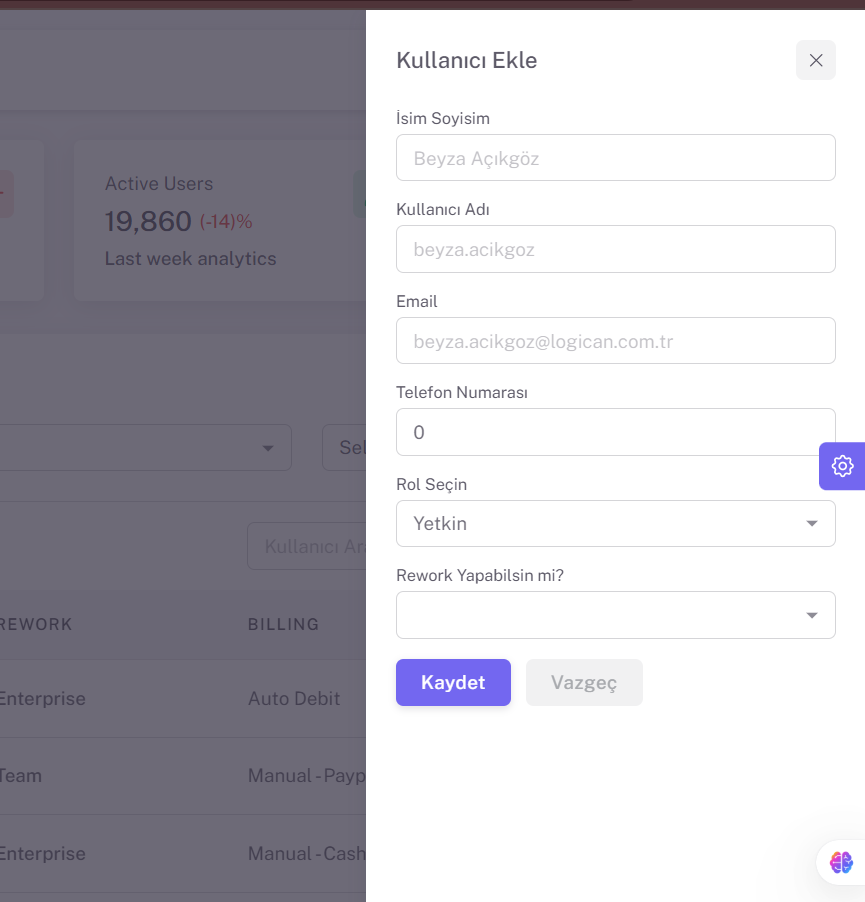 Kullanıcı Ekle
İsim Soyisim
Beyza Açıkgöz
Kullanıcı Adı
beyza.acikgoz
Email
beyza.acikgoz@logican.com.tr
Telefon Numarası
0
Rol Seçin
Yetkin
Rework Yapabilsin mi?
Kaydet Vazgeç
Active Users
19,860 (-14)%
Last week analytics
Kullanıcı
REWORK BILLING
Enterprise Auto Debit
Team Manual - Payp
Enterprise Manual - Cash